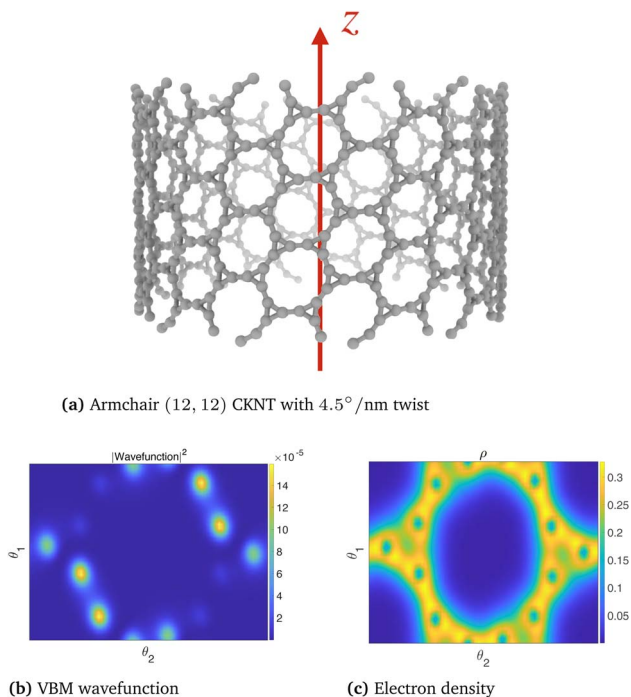 z
(a) Armchair (12, 12) CKNT with 4.5°/nm twist
|Wavefunction|²
×10⁻⁵
14
12
10
8
6
4
2
θ₁
θ₂
ρ
0.3
0.25
0.2
0.15
0.1
0.05
θ₁
θ₂
(b) VBM wavefunction
(c) Electron density